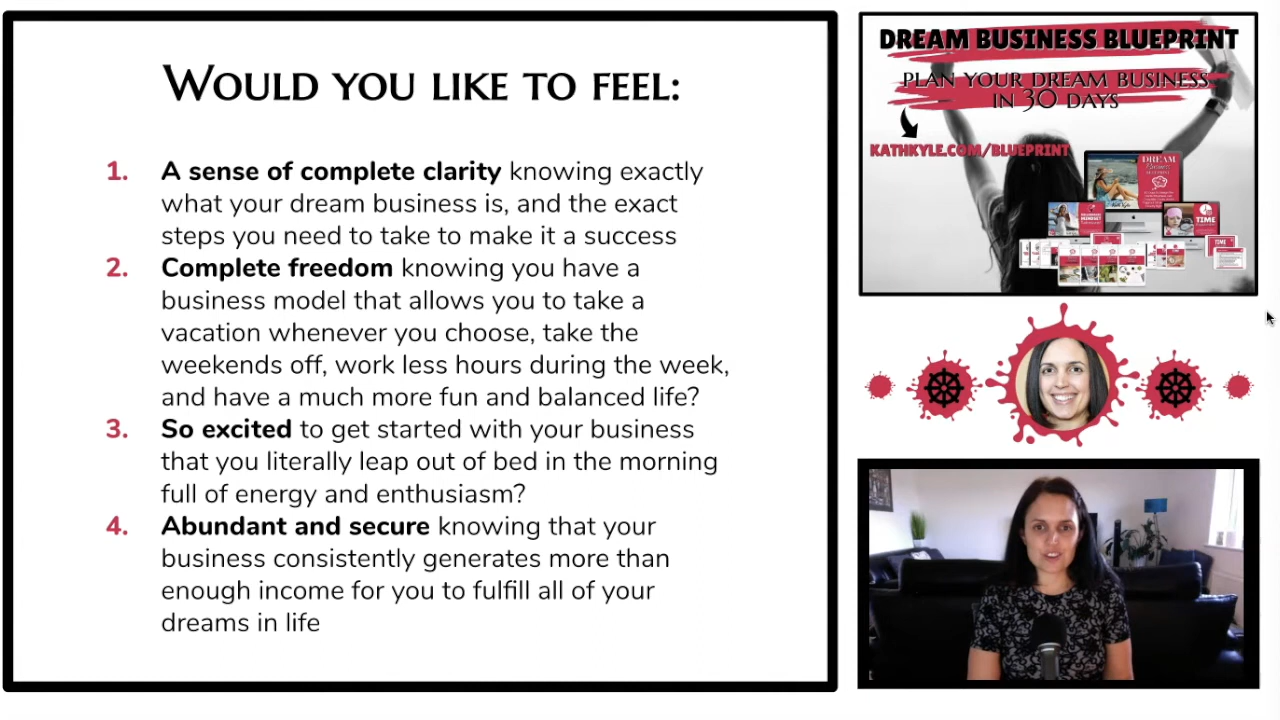 WOULD YOU LIKE TO FEEL:
1. A sense of complete clarity knowing exactly
what your dream business is, and the exact
steps you need to take to make it a success
2. Complete freedom knowing you have a
business model that allows you to take a
vacation whenever you choose, take the
weekends off, work less hours during the week,
and have a much more fun and balanced life?
3. So excited to get started with your business
that you literally leap out of bed in the morning
full of energy and enthusiasm?
4. Abundant and secure knowing that your
business consistently generates more than
enough income for you to fulfill all of your
dreams in life
DREAM BUSINESS BLUEPRINT
PLAN YOUR DREAM BUSINESS
IN 30 DAYS
KATHKYLE.COM/BLUEPRINT
DREAM
TIME
TIME